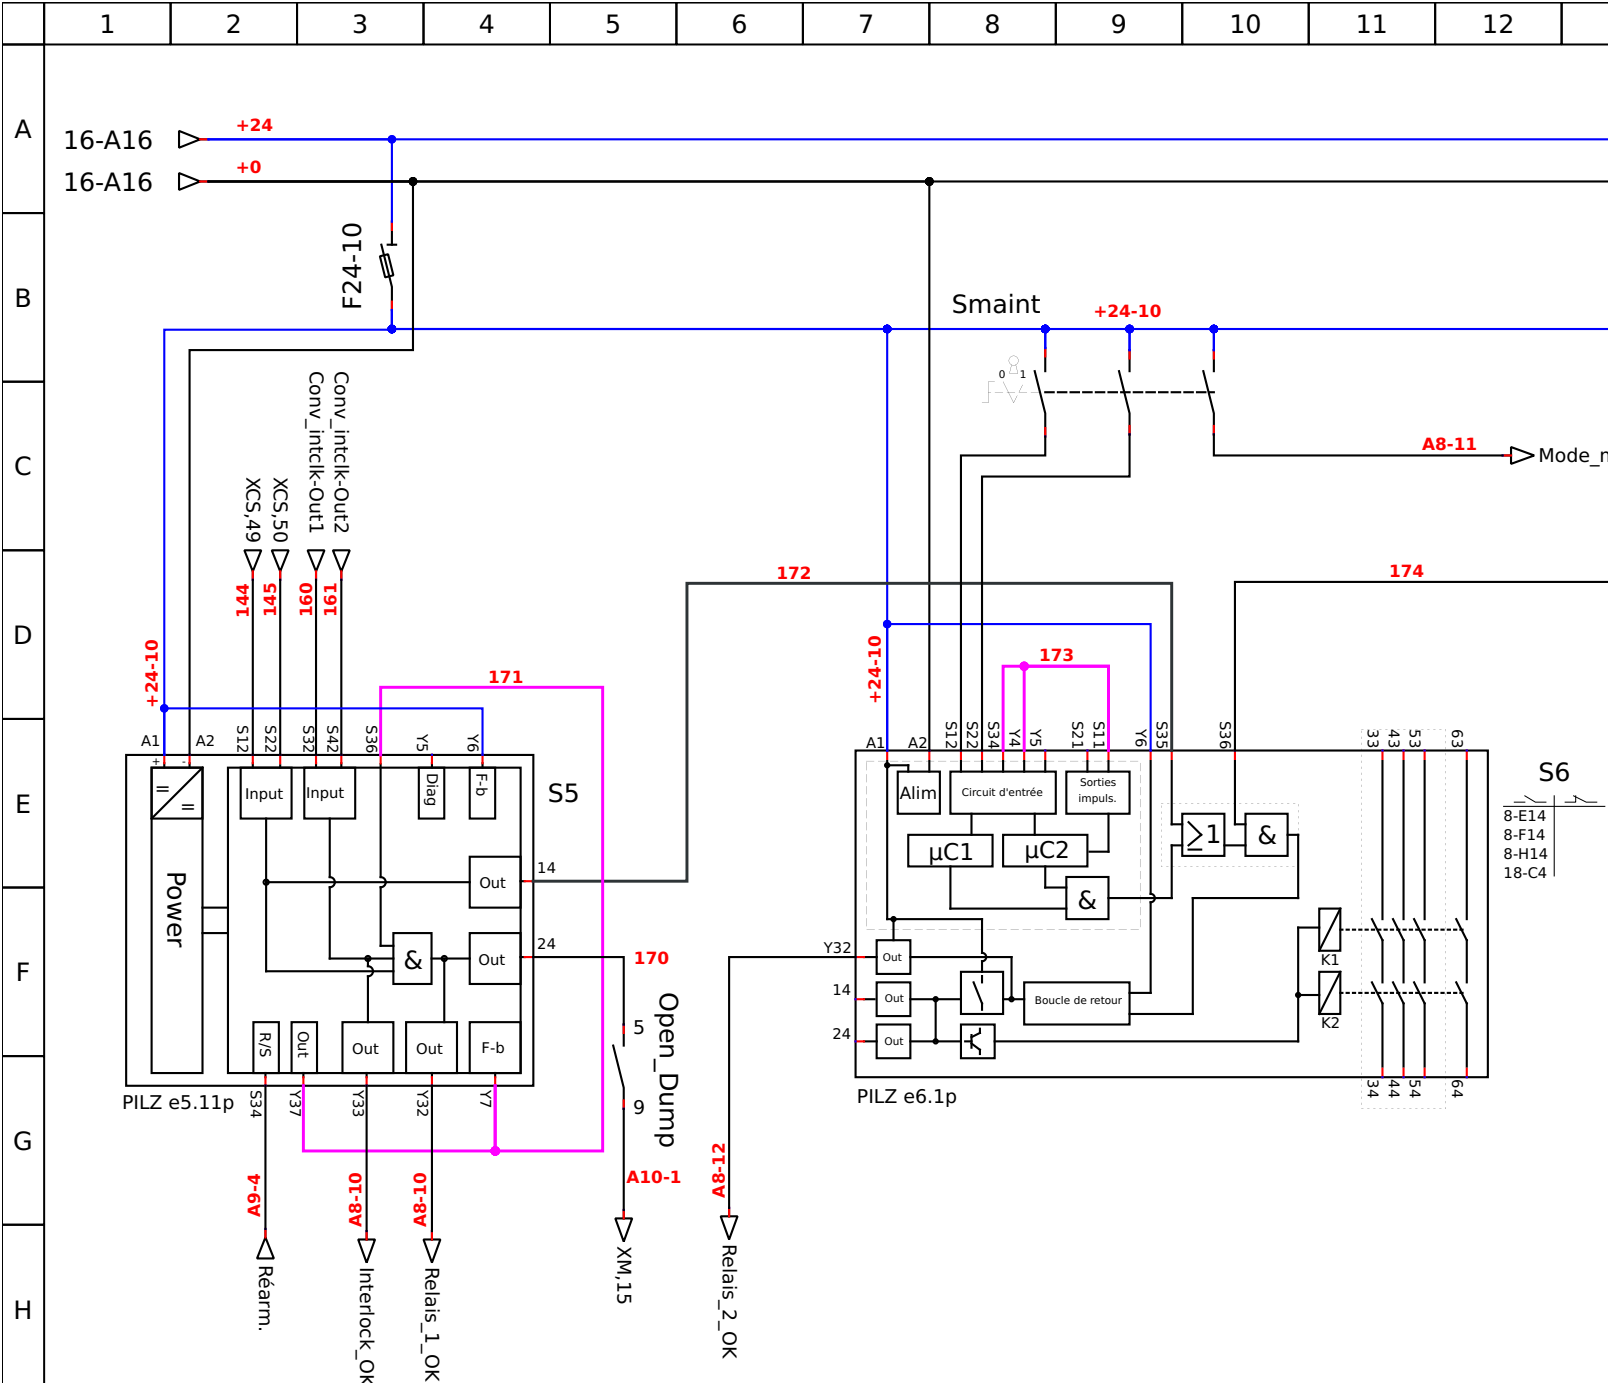 1 2 3 4 5 6 7 8 9 10 11 12
A
B
C
D
E
F
G
H
16-A16
+24
16-A16
+0
F24-10
Smaint
+24-10
0 1
A8-11
Mode_
XCS,49
XCS,50
Conv_intclk-Out1
Conv_intclk-Out2
144
145
160
161
172
174
+24-10
171
+24-10
173
A1
A2
S12
S22
S32
S42
S36
Y5
Y6
+
-
=
=
Input
Input
Diag
F-b
S5
Power
Out
14
&
Out
24
170
R/S
Out
Out
Out
F-b
PILZ e5.11p
S34
Y37
Y33
Y32
Y7
A9-4
A8-10
A8-10
Réarm.
Interlock_OK
Relais_1_OK
5
Open_Dump
9
A10-1
XM,15
A8-12
Relais_2_OK
A1
A2
S12
S22
S34
Y4
Y5
S21
S11
Y6
S35
S36
33
43
53
63
Alim
Circuit d'entrée
Sorties
impuls.
µC1
µC2
&
≥1
&
S6
8-E14
8-F14
8-H14
18-C4
Y32
Out
14
Out
24
Out
Boucle de retour
K1
K2
34
44
54
64
PILZ e6.1p